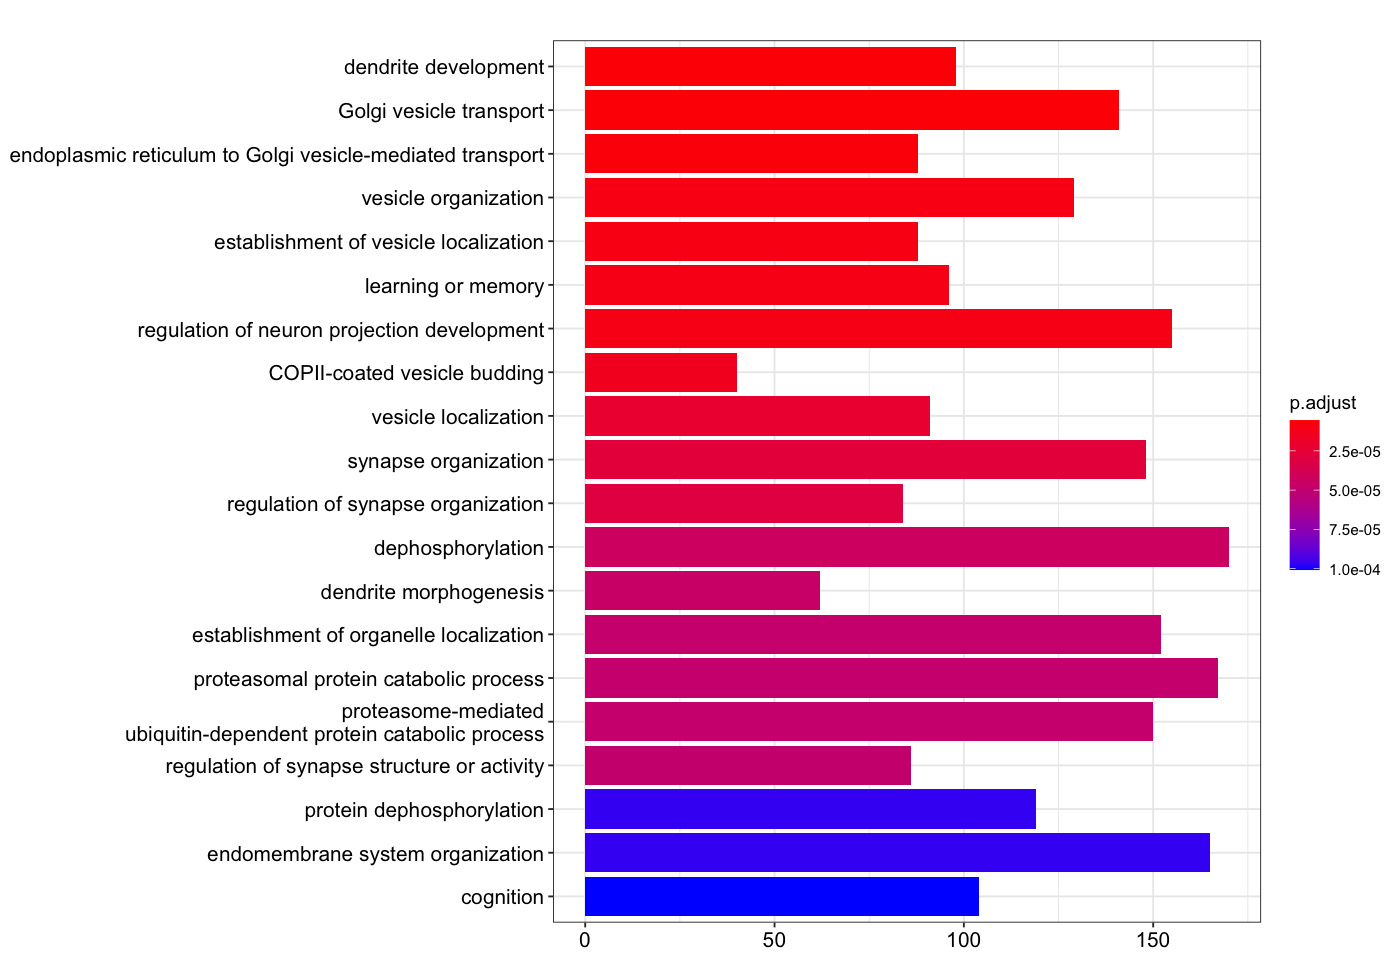 dendrite development
Golgi vesicle transport
endoplasmic reticulum to Golgi vesicle-mediated transport
vesicle organization
establishment of vesicle localization
learning or memory
regulation of neuron projection development
COPII-coated vesicle budding
vesicle localization
synapse organization
regulation of synapse organization
dephosphorylation
dendrite morphogenesis
establishment of organelle localization
proteasomal protein catabolic process
proteasome-mediated
ubiquitin-dependent protein catabolic process
regulation of synapse structure or activity
protein dephosphorylation
endomembrane system organization
cognition
0 50 100 150
p.adjust
2.5e-05
5.0e-05
7.5e-05
1.0e-04